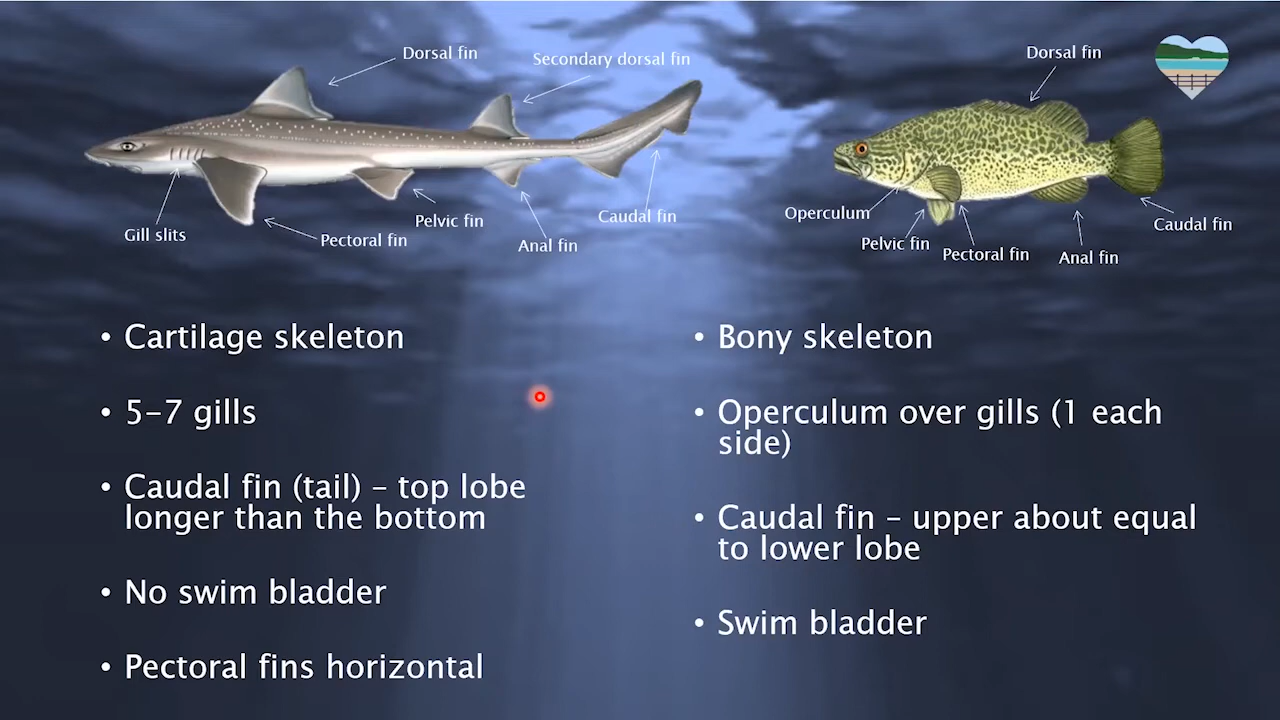 Dorsal fin
Secondary dorsal fin
Gill slits
Pectoral fin
Pelvic fin
Anal fin
Caudal fin
Dorsal fin
Operculum
Pelvic fin
Pectoral fin
Anal fin
Caudal fin
• Cartilage skeleton
• 5-7 gills
• Caudal fin (tail) – top lobe
longer than the bottom
• No swim bladder
• Pectoral fins horizontal
• Bony skeleton
• Operculum over gills (1 each
side)
• Caudal fin – upper about equal
to lower lobe
• Swim bladder